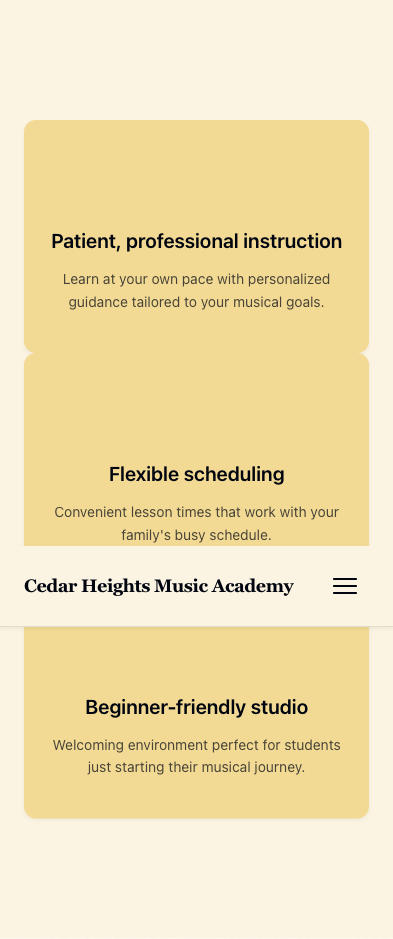 Patient, professional instruction
Learn at your own pace with personalized
guidance tailored to your musical goals.
Flexible scheduling
Convenient lesson times that work with your
family's busy schedule.
Cedar Heights Music Academy
Beginner-friendly studio
Welcoming environment perfect for students
just starting their musical journey.